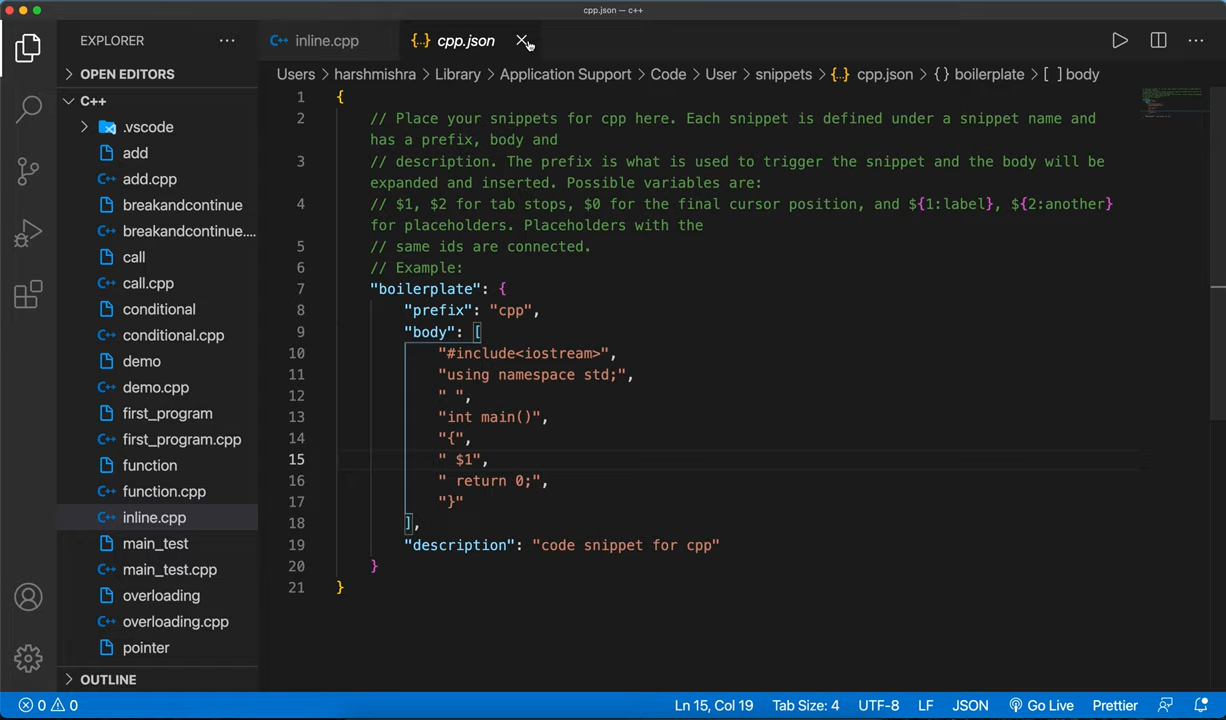 cpp.json — c++
EXPLORER
OPEN EDITORS
C++
.vscode
add
add.cpp
breakandcontinue
breakandcontinue....
call
call.cpp
conditional
conditional.cpp
demo
demo.cpp
first_program
first_program.cpp
function
function.cpp
inline.cpp
main_test
main_test.cpp
overloading
overloading.cpp
pointer
OUTLINE
inline.cpp
{..} cpp.json
Users > harshmishra > Library > Application Support > Code > User > snippets > {..} cpp.json > {} boilerplate > [ ] body
1 {
2 // Place your snippets for cpp here. Each snippet is defined under a snippet name and
has a prefix, body and
3 // description. The prefix is what is used to trigger the snippet and the body will be
expanded and inserted. Possible variables are:
4 // $1, $2 for tab stops, $0 for the final cursor position, and ${1:label}, ${2:another}
for placeholders. Placeholders with the
5 // same ids are connected.
6 // Example:
7 "boilerplate": {
8 "prefix": "cpp",
9 "body": [
10 "#include<iostream>",
11 "using namespace std;",
12 " ",
13 "int main()",
14 "{",
15 " $1",
16 " return 0;",
17 "}"
18 ],
19 "description": "code snippet for cpp"
20 }
21 }
0 0 Ln 15, Col 19 Tab Size: 4 UTF-8 LF JSON Go Live Prettier